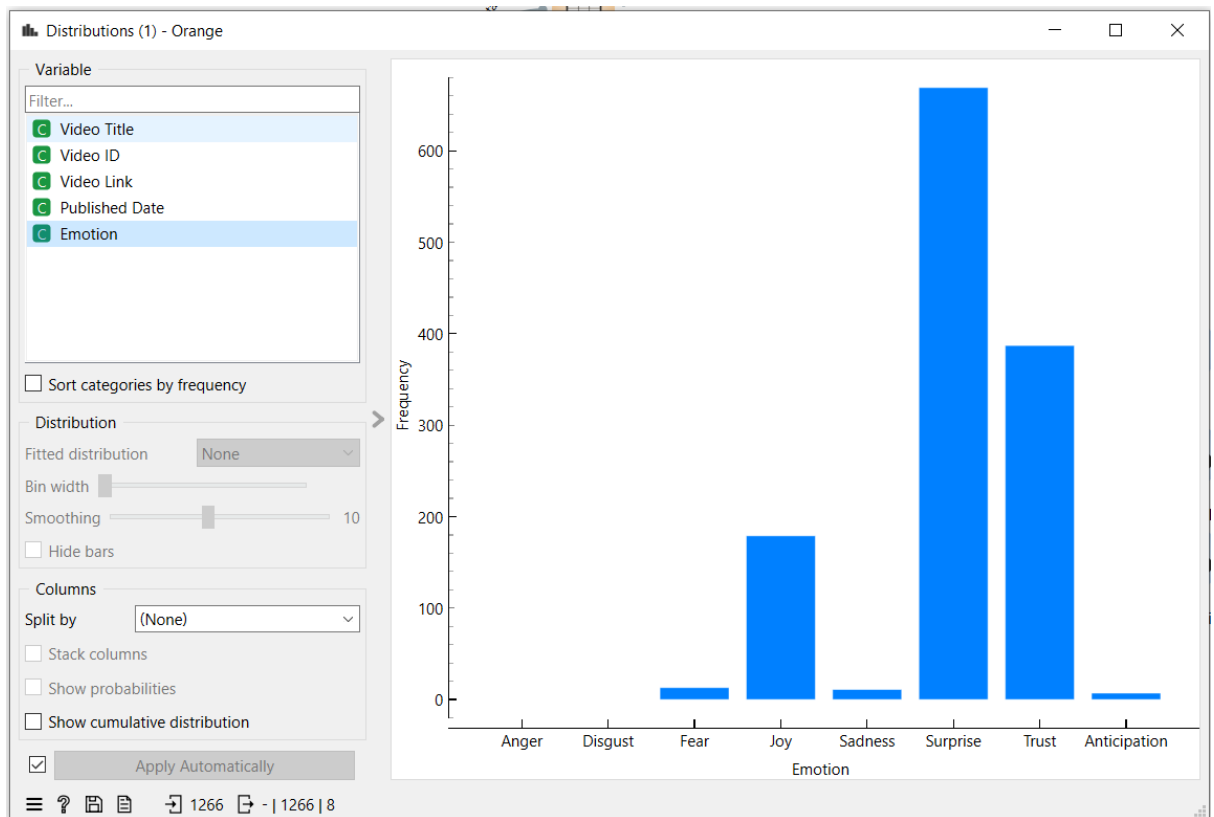 Distributions (1) - Orange
Variable
Filter...
C Video Title
C Video ID
C Video Link
C Published Date
C Emotion
Sort categories by frequency
Distribution
Fitted distribution None
Bin width
Smoothing 10
Hide bars
Columns
Split by (None)
Stack columns
Show probabilities
Show cumulative distribution
Apply Automatically
? 1266 - | 1266 | 8
600
500
400
300
200
100
0
Frequency
Anger Disgust Fear Joy Sadness Surprise Trust Anticipation
Emotion